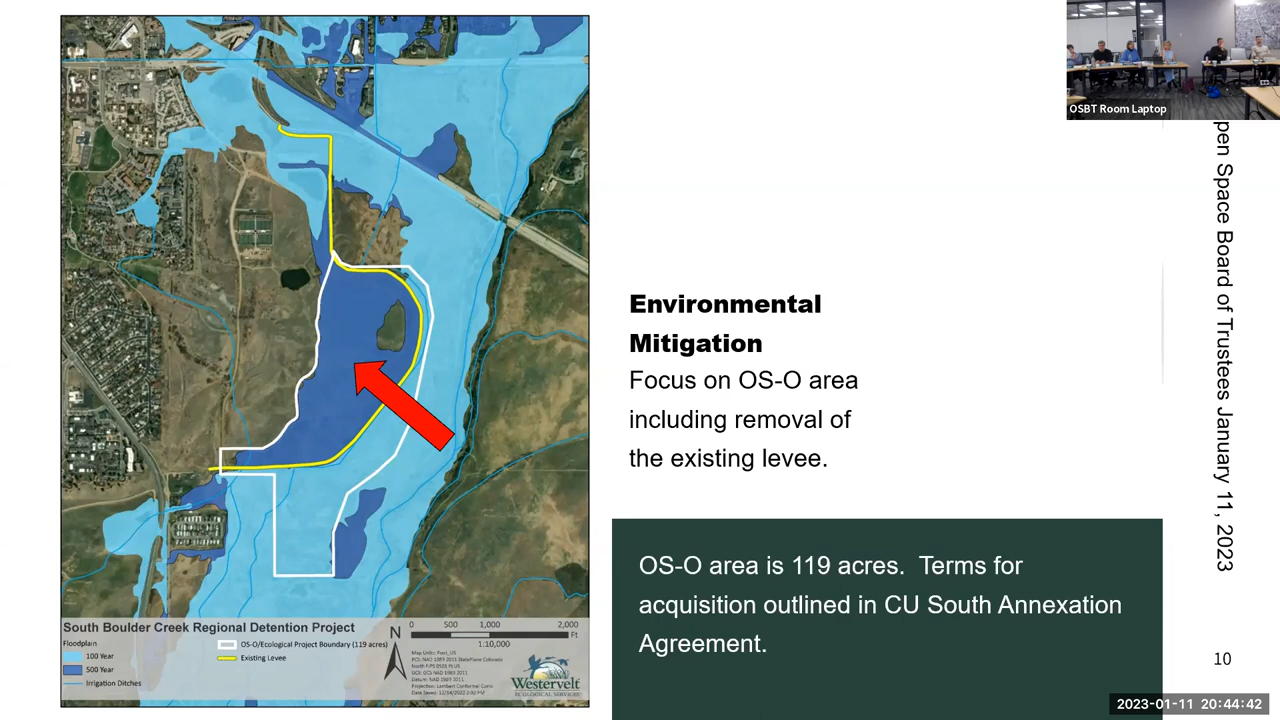 OSBT Room Laptop
pen Space Board of Trustees January 11, 2023
Environmental
Mitigation
Focus on OS-O area
including removal of
the existing levee.
OS-O area is 119 acres. Terms for
acquisition outlined in CU South Annexation
Agreement.
South Boulder Creek Regional Detention Project
Floodplain
100 Year
500 Year
Irrigation Ditches
OS-O/Ecological Project Boundary (119 acres)
Existing Levee
N
0 500 1,000 2,000
Ft
1:10,000
Map Units: Foot_US
Westervelt
ECOLOGICAL SERVICES
10
2023-01-11 20:44:42